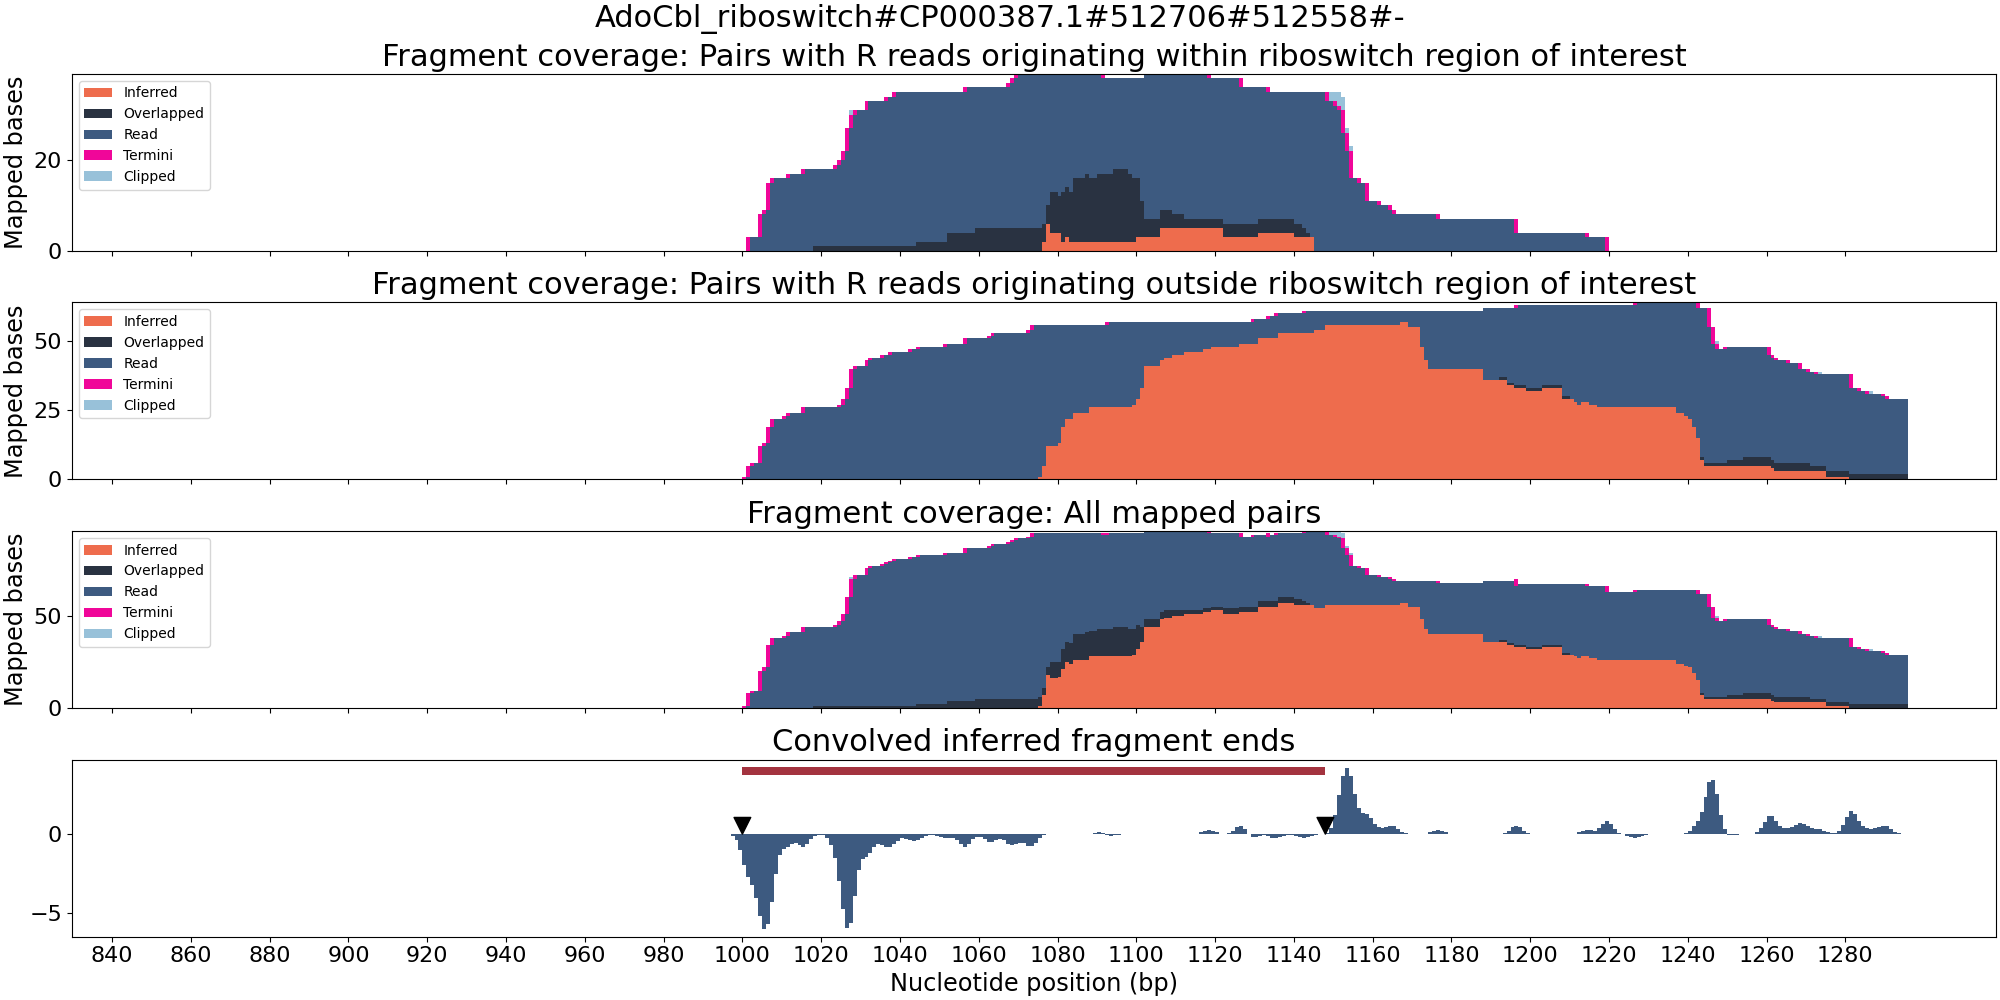 AdoCbl_riboswitch#CP000387.1#512706#512558#-
Fragment coverage: Pairs with R reads originating within riboswitch region of interest
Mapped bases
20
0
Inferred
Overlapped
Read
Termini
Clipped
Fragment coverage: Pairs with R reads originating outside riboswitch region of interest
Mapped bases
50
25
0
Inferred
Overlapped
Read
Termini
Clipped
Fragment coverage: All mapped pairs
Mapped bases
50
0
Inferred
Overlapped
Read
Termini
Clipped
Convolved inferred fragment ends
0
−5
840 860 880 900 920 940 960 980 1000 1020 1040 1060 1080 1100 1120 1140 1160 1180 1200 1220 1240 1260 1280
Nucleotide position (bp)